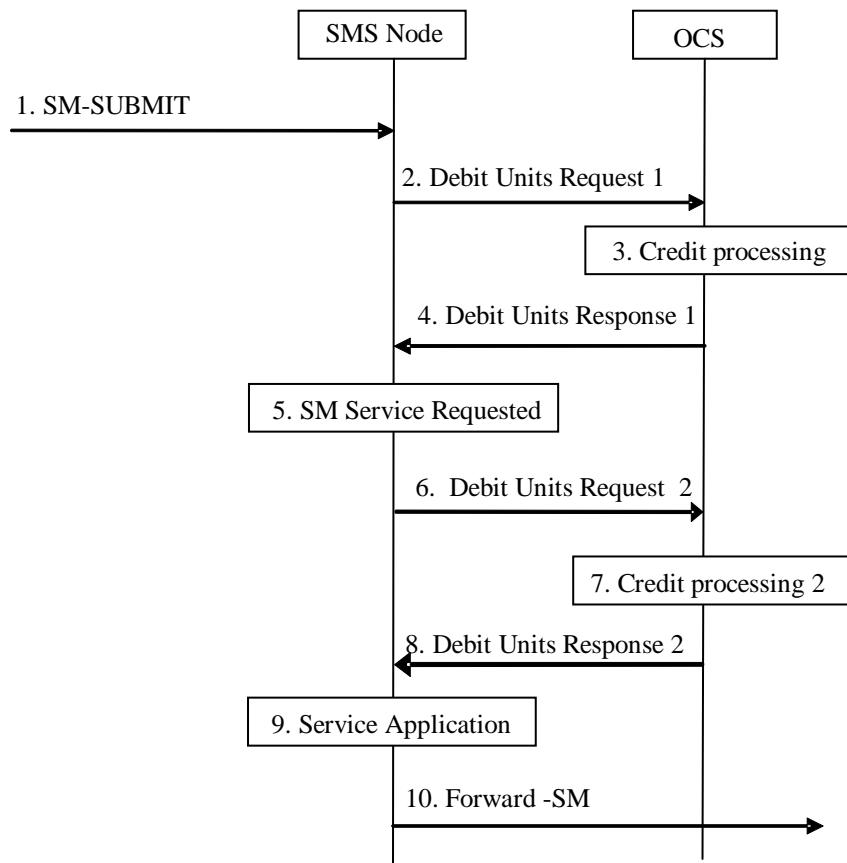 SMS Node
OCS
1. SM-SUBMIT
2. Debit Units Request 1
3. Credit processing
4. Debit Units Response 1
5. SM Service Requested
6. Debit Units Request 2
7. Credit processing 2
8. Debit Units Response 2
9. Service Application
10. Forward -SM